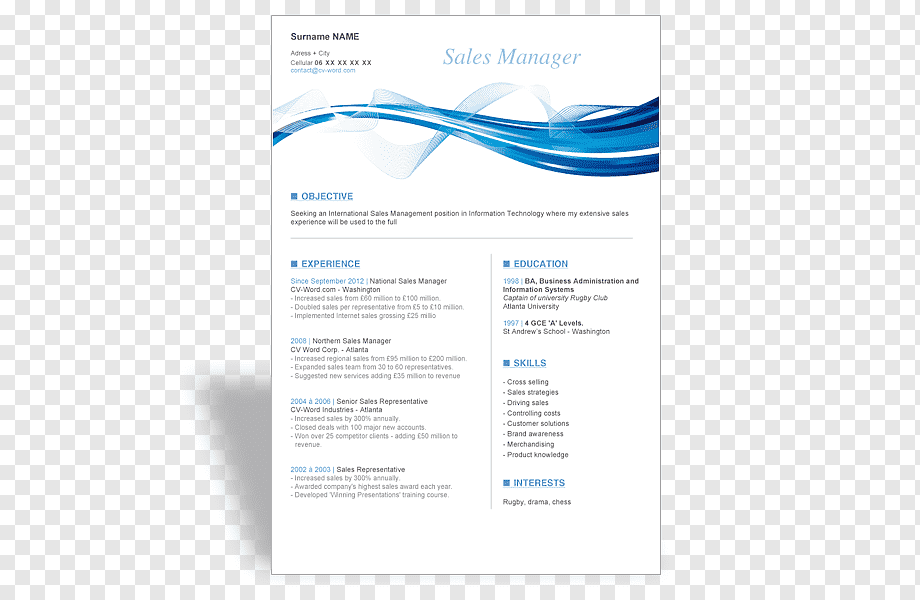 Surname NAME
Adress + City
Cellular 06 XX XX XX XX
contact@cv-word.com
Sales Manager
OBJECTIVE
Seeking an International Sales Management position in Information Technology where my extensive sales
experience will be used to the full
EXPERIENCE
Since September 2012 | National Sales Manager
CV-Word.com - Washington
- Increased sales from £60 million to £100 million.
- Doubled sales per representative from £5 to £10 million.
- Implemented Internet sales grossing £25 millio
2008 | Northern Sales Manager
CV Word Corp. - Atlanta
- Increased regional sales from £95 million to £200 million.
- Expanded sales team from 30 to 60 representatives.
- Suggested new services adding £35 million to revenue
2004 à 2006 | Senior Sales Representative
CV-Word Industries - Atlanta
- Increased sales by 300% annually.
- Closed deals with 100 major new accounts.
- Won over 25 competitor clients - adding £50 million to
revenue.
2002 à 2003 | Sales Representative
- Increased sales by 300% annually.
- Awarded company's highest sales award each year.
- Developed 'Winning Presentations' training course.
EDUCATION
1998 | BA, Business Administration and
Information Systems
Captain of university Rugby Club
Atlanta University
1997 | 4 GCE 'A' Levels.
St Andrew's School - Washington
SKILLS
- Cross selling
- Sales strategies
- Driving sales
- Controlling costs
- Customer solutions
- Brand awareness
- Merchandising
- Product knowledge
INTERESTS
Rugby, drama, chess